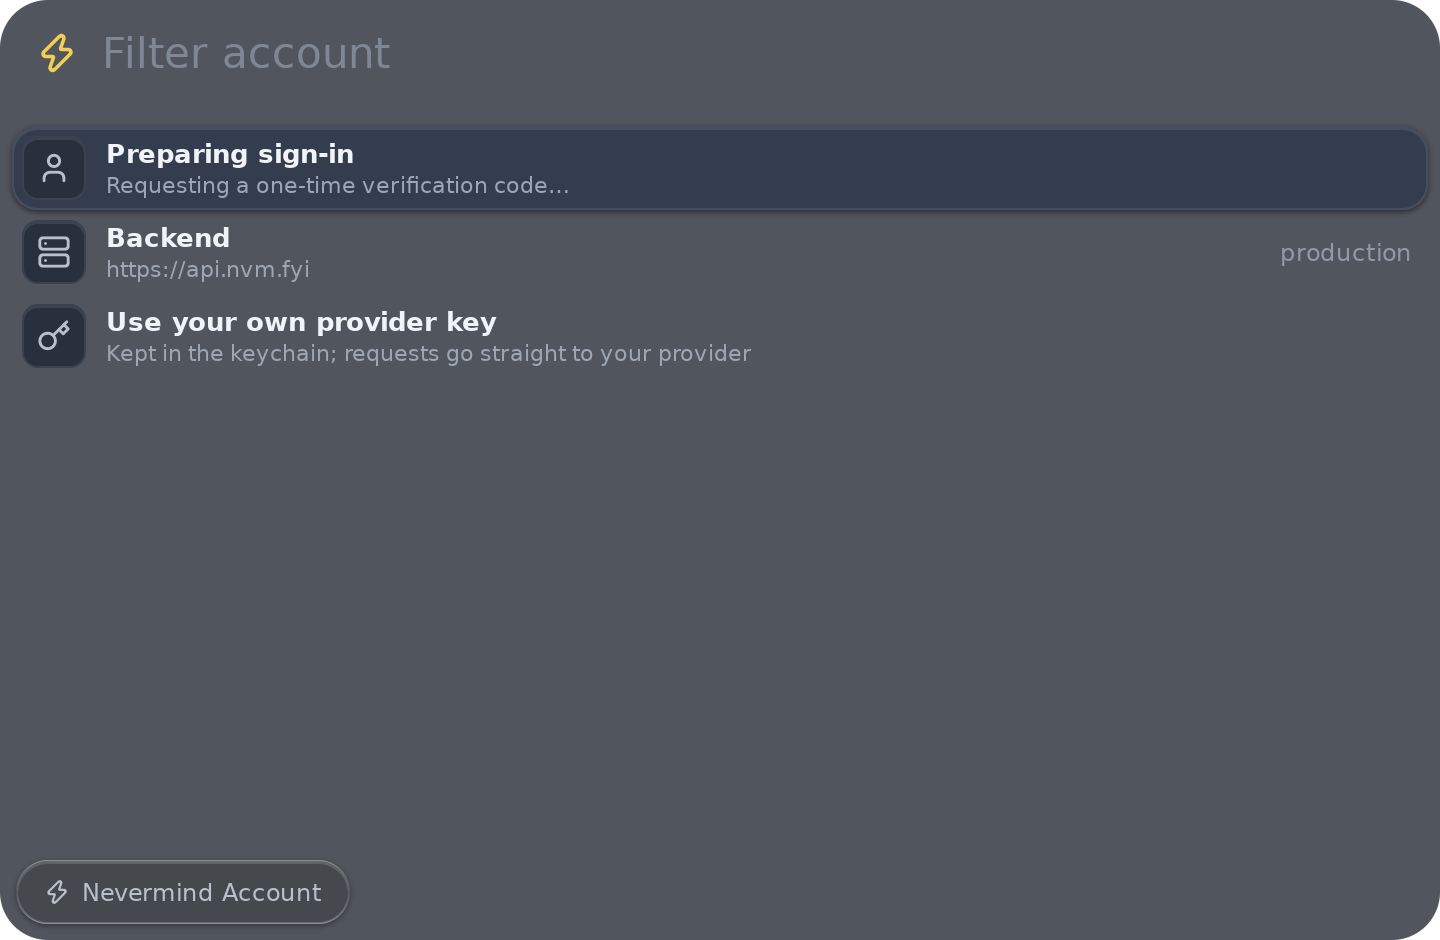 Filter account
Preparing sign-in
Requesting a one-time verification code…
Backend
https://api.nvm.fyi
production
Use your own provider key
Kept in the keychain; requests go straight to your provider
Nevermind Account